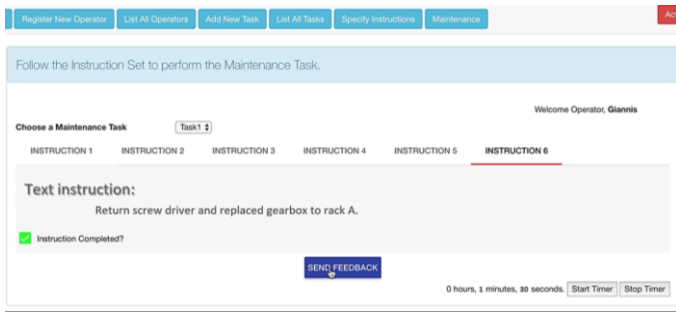 Register New Operator List All Operators Add New Task List All Tasks Specify Instructions Maintenance
Follow the Instruction Set to perform the Maintenance Task.
Welcome Operator, Giannis
Choose a Maintenance Task Task1
INSTRUCTION 1 INSTRUCTION 2 INSTRUCTION 3 INSTRUCTION 4 INSTRUCTION 5 INSTRUCTION 6
Text instruction:
Return screw driver and replaced gearbox to rack A.
Instruction Completed?
SEND FEEDBACK
0 hours, 1 minutes, 30 seconds. Start Timer Stop Timer